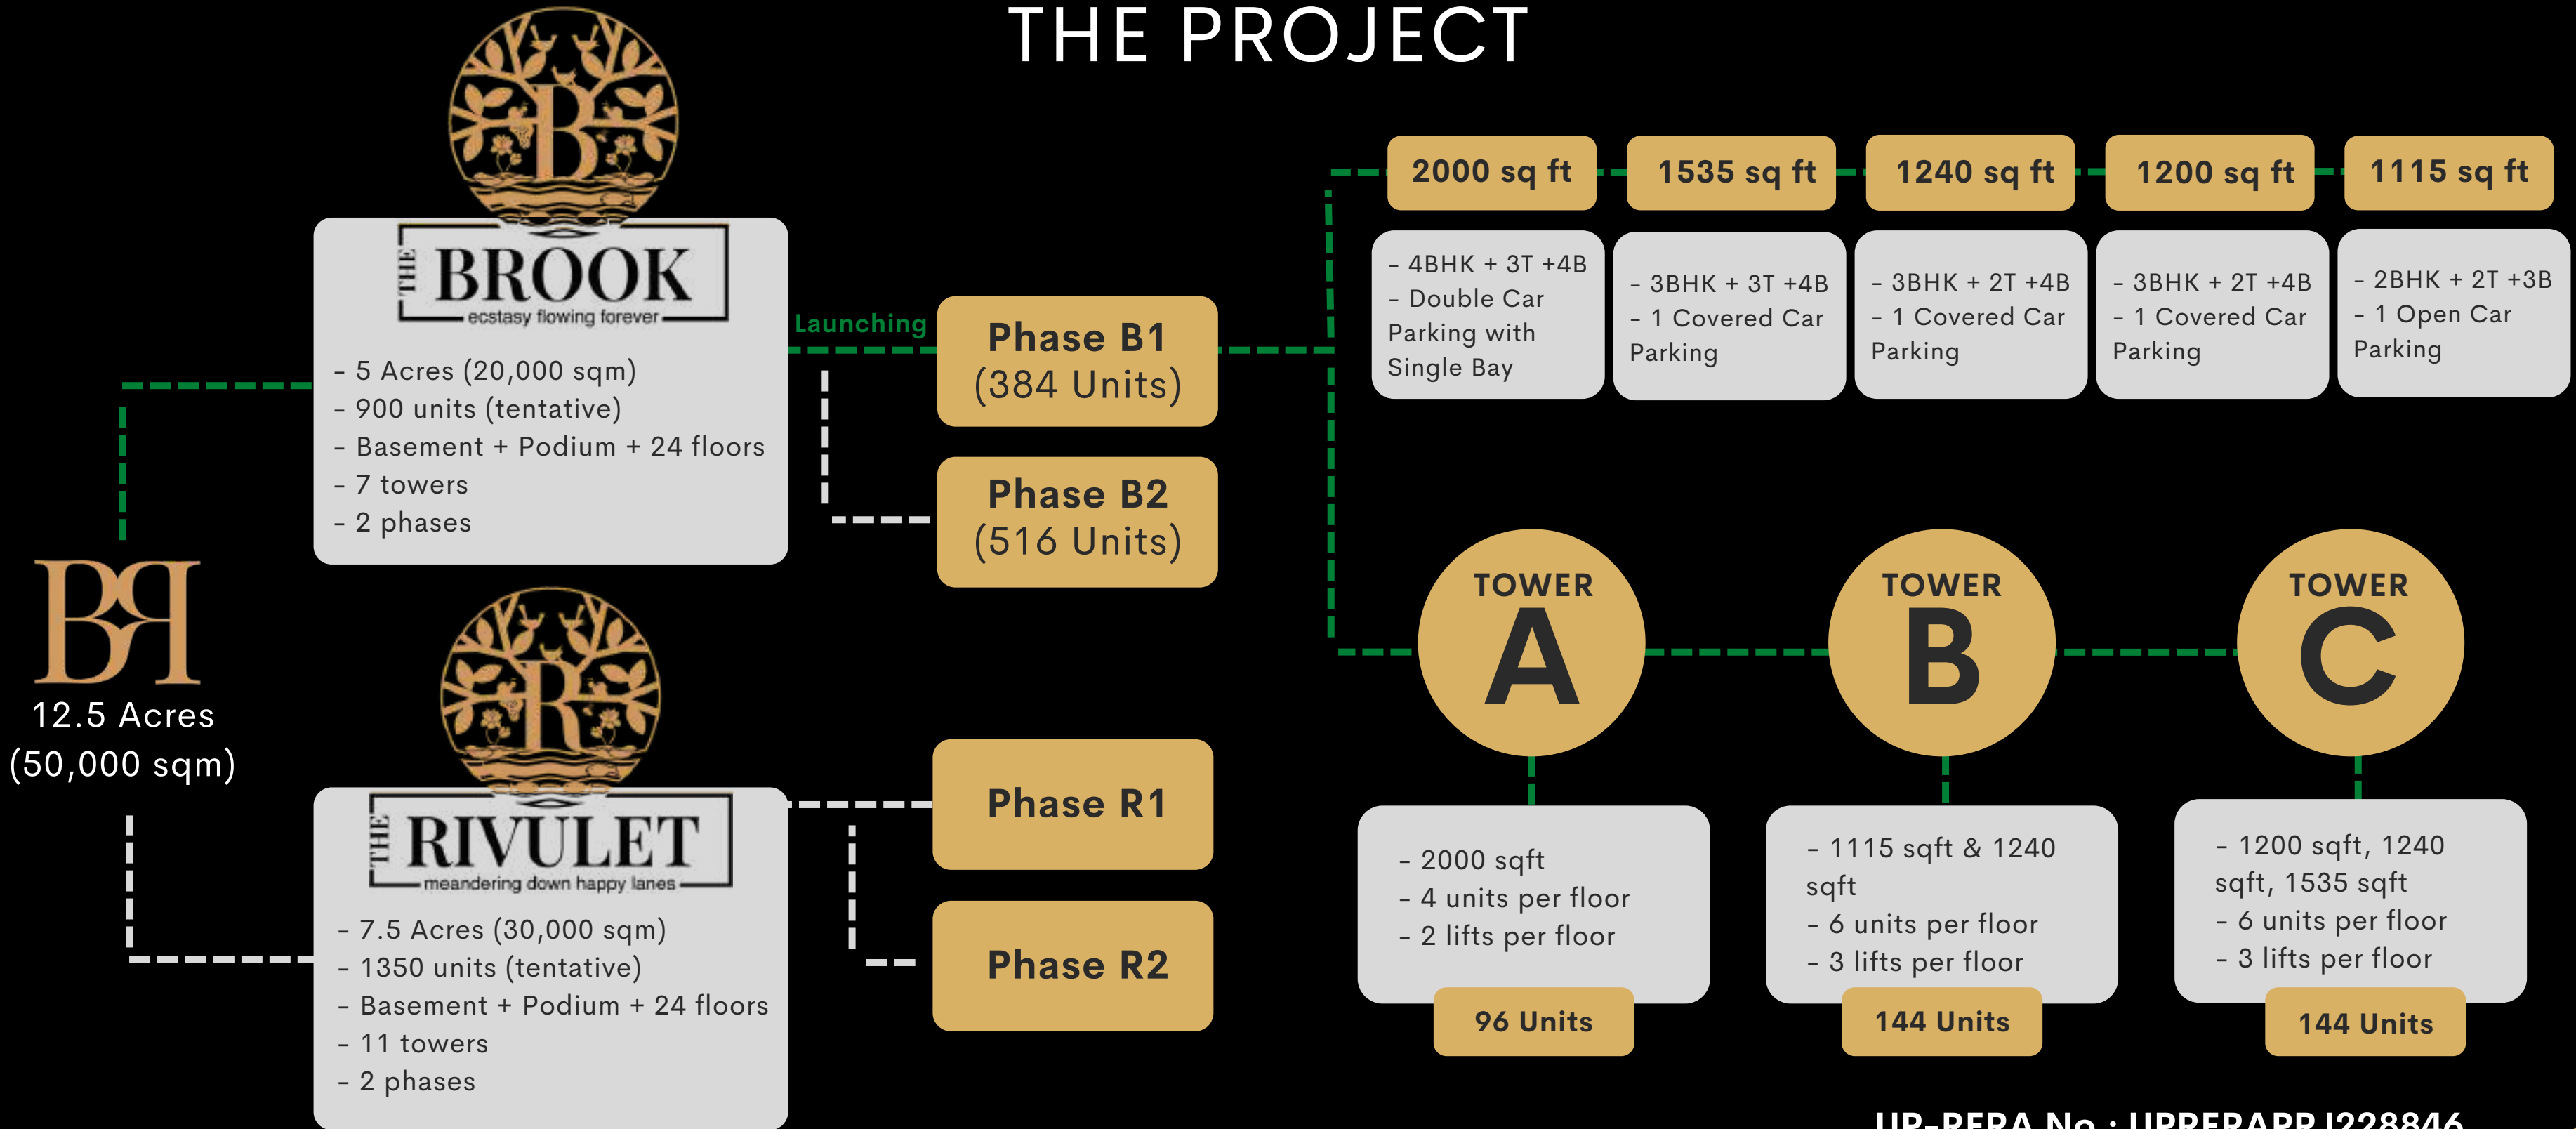 THE PROJECT
B
THE
BROOK
ecstasy flowing forever
- 5 Acres (20,000 sqm)
- 900 units (tentative)
- Basement + Podium + 24 floors
- 7 towers
- 2 phases
BR
12.5 Acres
(50,000 sqm)
R
THE
RIVULET
meandering down happy lanes
- 7.5 Acres (30,000 sqm)
- 1350 units (tentative)
- Basement + Podium + 24 floors
- 11 towers
- 2 phases
Launching
Phase B1
(384 Units)
Phase B2
(516 Units)
Phase R1
Phase R2
2000 sq ft
- 4BHK + 3T +4B
- Double Car
Parking with
Single Bay
1535 sq ft
- 3BHK + 3T +4B
- 1 Covered Car
Parking
1240 sq ft
- 3BHK + 2T +4B
- 1 Covered Car
Parking
1200 sq ft
- 3BHK + 2T +4B
- 1 Covered Car
Parking
1115 sq ft
- 2BHK + 2T +3B
- 1 Open Car
Parking
TOWER
A
- 2000 sqft
- 4 units per floor
- 2 lifts per floor
96 Units
TOWER
B
- 1115 sqft & 1240
sqft
- 6 units per floor
- 3 lifts per floor
144 Units
TOWER
C
- 1200 sqft, 1240
sqft, 1535 sqft
- 6 units per floor
- 3 lifts per floor
144 Units
UP-RERA No : UPRERAPRJ228846